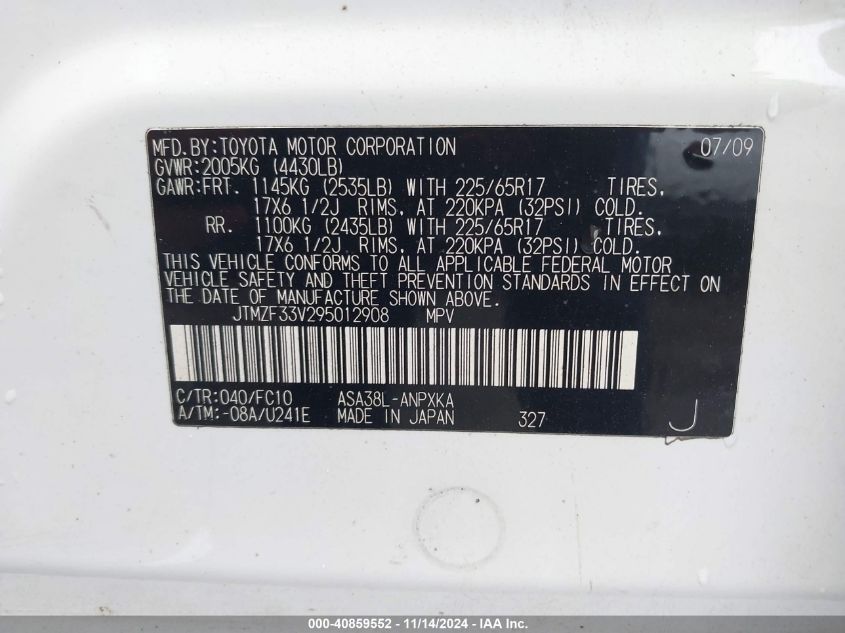 MFD.BY:TOYOTA MOTOR CORPORATION 07/09
GVWR:2005KG (4430LB)
GAWR:FRT. 1145KG (2535LB) WITH 225/65R17 TIRES,
17X6 1/2J RIMS, AT 220KPA (32PSI) COLD.
RR. 1100KG (2435LB) WITH 225/65R17 TIRES,
17X6 1/2J RIMS, AT 220KPA (32PSI) COLD.
THIS VEHICLE CONFORMS TO ALL APPLICABLE FEDERAL MOTOR
VEHICLE SAFETY AND THEFT PREVENTION STANDARDS IN EFFECT ON
THE DATE OF MANUFACTURE SHOWN ABOVE.
JTMZF33V295012908 MPV
C/TR:040/FC10 ASA38L-ANPXKA
A/TM:-08A/U241E MADE IN JAPAN 327 J
000-40859552 - 11/14/2024 - IAA Inc.